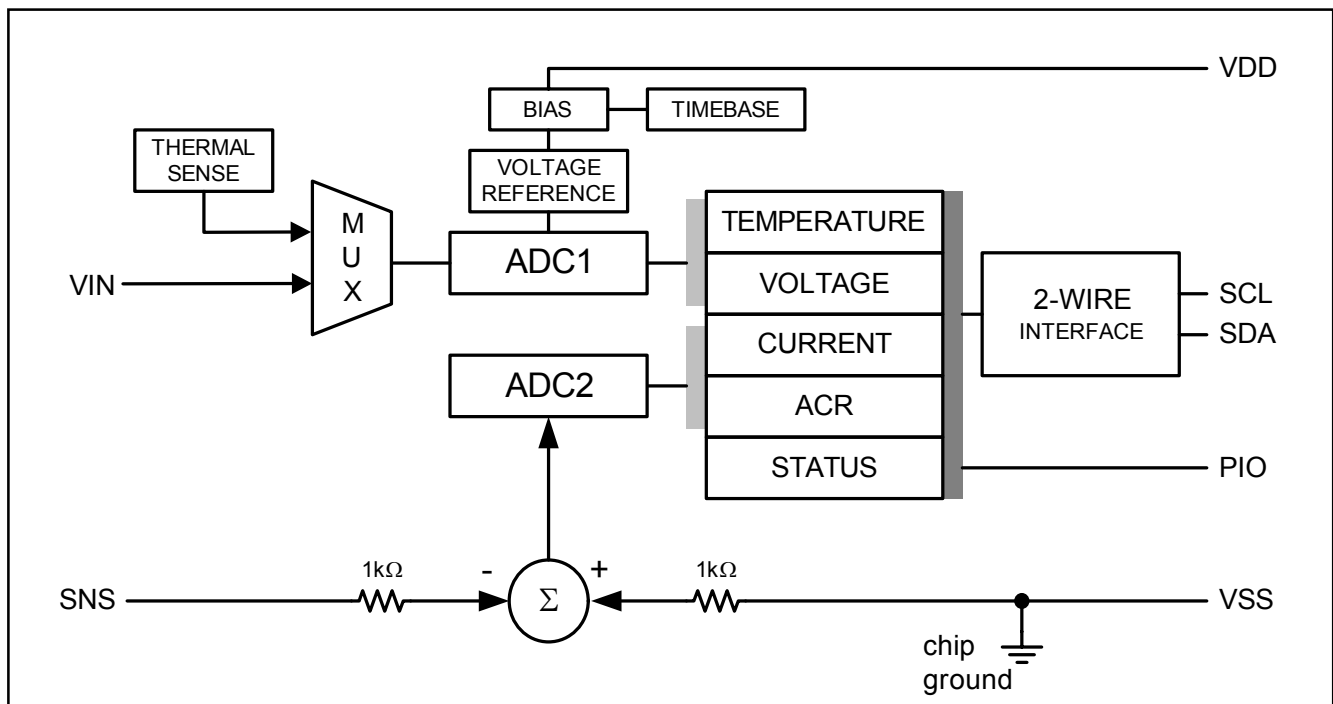 VDD
BIAS
TIMEBASE
THERMAL
SENSE
VOLTAGE
REFERENCE
M
U
X
ADC1
VIN
TEMPERATURE
VOLTAGE
CURRENT
ACR
STATUS
2-WIRE
INTERFACE
SCL
SDA
ADC2
PIO
SNS
1kΩ
-
Σ
+
1kΩ
VSS
chip
ground